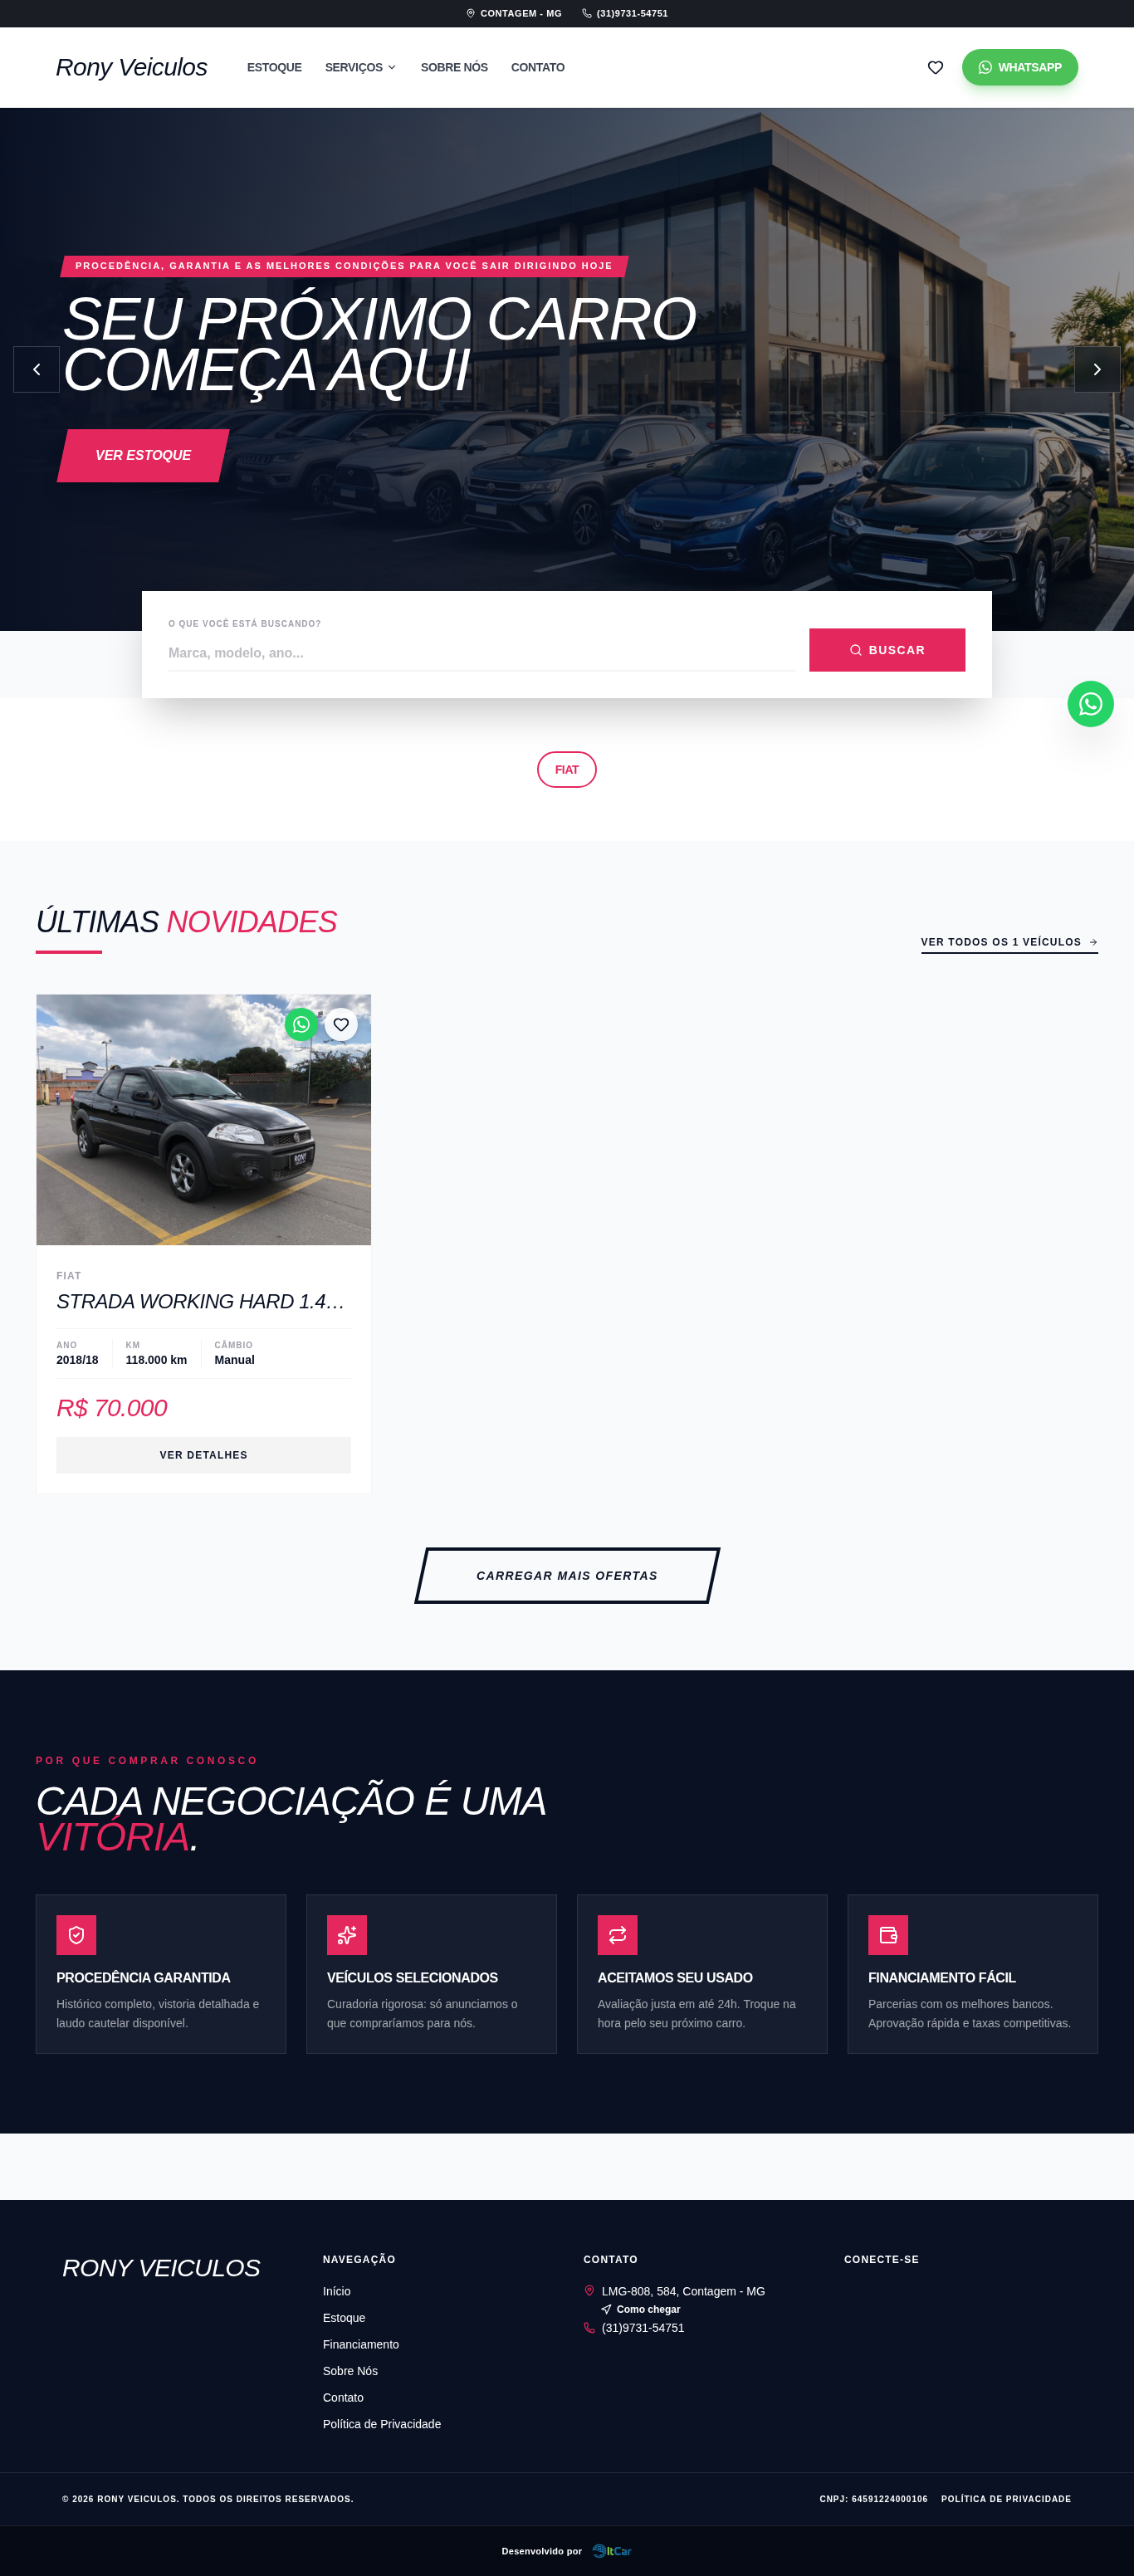 CONTAGEM - MG (31)9731-54751
Rony Veiculos ESTOQUE SERVIÇOS SOBRE NÓS CONTATO WHATSAPP
PROCEDÊNCIA, GARANTIA E AS MELHORES CONDIÇÕES PARA VOCÊ SAIR DIRIGINDO HOJE
SEU PRÓXIMO CARRO
COMEÇA AQUI
VER ESTOQUE
O QUE VOCÊ ESTÁ BUSCANDO?
Marca, modelo, ano...
BUSCAR
FIAT
ÚLTIMAS NOVIDADES
VER TODOS OS 1 VEÍCULOS
RONY
FIAT
STRADA WORKING HARD 1.4…
ANO KM CÂMBIO
2018/18 118.000 km Manual
R$ 70.000
VER DETALHES
CARREGAR MAIS OFERTAS
POR QUE COMPRAR CONOSCO
CADA NEGOCIAÇÃO É UMA
VITÓRIA.
PROCEDÊNCIA GARANTIDA
Histórico completo, vistoria detalhada e
laudo cautelar disponível.
VEÍCULOS SELECIONADOS
Curadoria rigorosa: só anunciamos o
que compraríamos para nós.
ACEITAMOS SEU USADO
Avaliação justa em até 24h. Troque na
hora pelo seu próximo carro.
FINANCIAMENTO FÁCIL
Parcerias com os melhores bancos.
Aprovação rápida e taxas competitivas.
RONY VEICULOS
NAVEGAÇÃO
Início
Estoque
Financiamento
Sobre Nós
Contato
Política de Privacidade
CONTATO
LMG-808, 584, Contagem - MG
Como chegar
(31)9731-54751
CONECTE-SE
© 2026 RONY VEICULOS. TODOS OS DIREITOS RESERVADOS.
CNPJ: 64591224000106 POLÍTICA DE PRIVACIDADE
Desenvolvido por ItCar